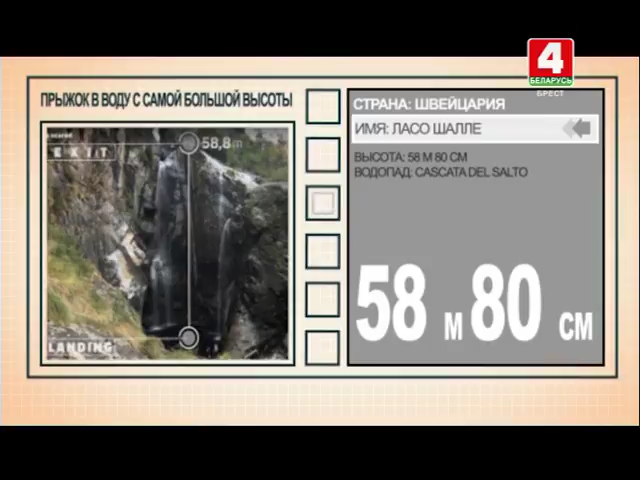 4
БЕЛАРУСЬ
БРЕСТ
ПРЫЖОК В ВОДУ С САМОЙ БОЛЬШОЙ ВЫСОТЫ
EXIT
58,8m
LANDING
СТРАНА: ШВЕЙЦАРИЯ
ИМЯ: ЛАСО ШАЛЛЕ
ВЫСОТА: 58 М 80 СМ
ВОДОПАД: CASCATA DEL SALTO
58 М 80 СМ